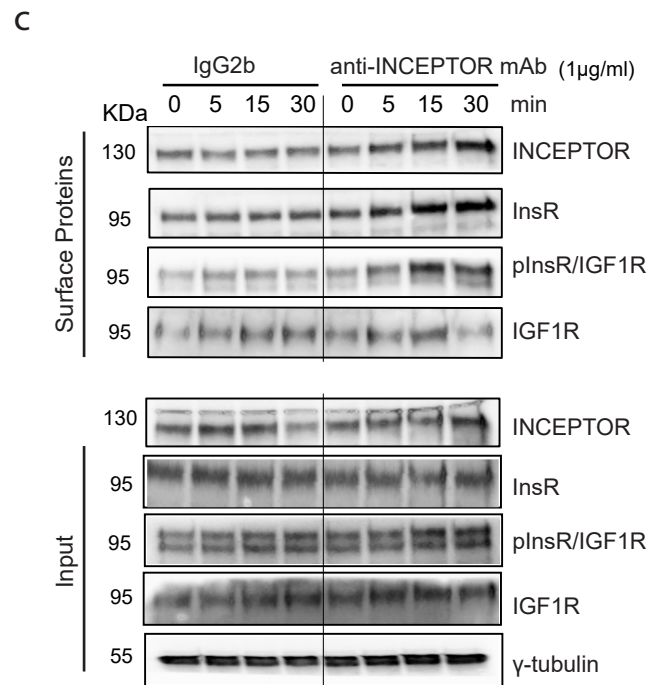 C
IgG2b anti-INCEPTOR mAb (1µg/ml)
KDa 0 5 15 30 0 5 15 30 min
Surface Proteins
130 INCEPTOR
95 InsR
95 pInsR/IGF1R
95 IGF1R
Input
130 INCEPTOR
95 InsR
95 pInsR/IGF1R
95 IGF1R
55 γ-tubulin